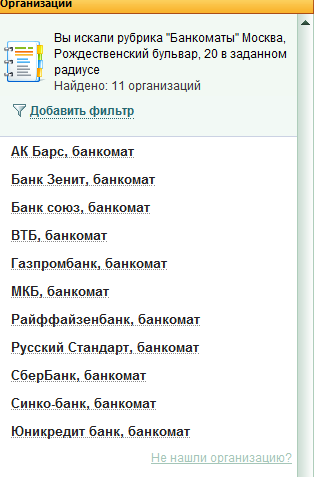 Организации
Вы искали рубрика "Банкоматы" Москва,
Рождественский бульвар, 20 в заданном
радиусе
Найдено: 11 организаций
Добавить фильтр
АК Барс, банкомат
Банк Зенит, банкомат
Банк союз, банкомат
ВТБ, банкомат
Газпромбанк, банкомат
МКБ, банкомат
Райффайзенбанк, банкомат
Русский Стандарт, банкомат
СберБанк, банкомат
Синко-банк, банкомат
Юникредит банк, банкомат
Не нашли организацию?